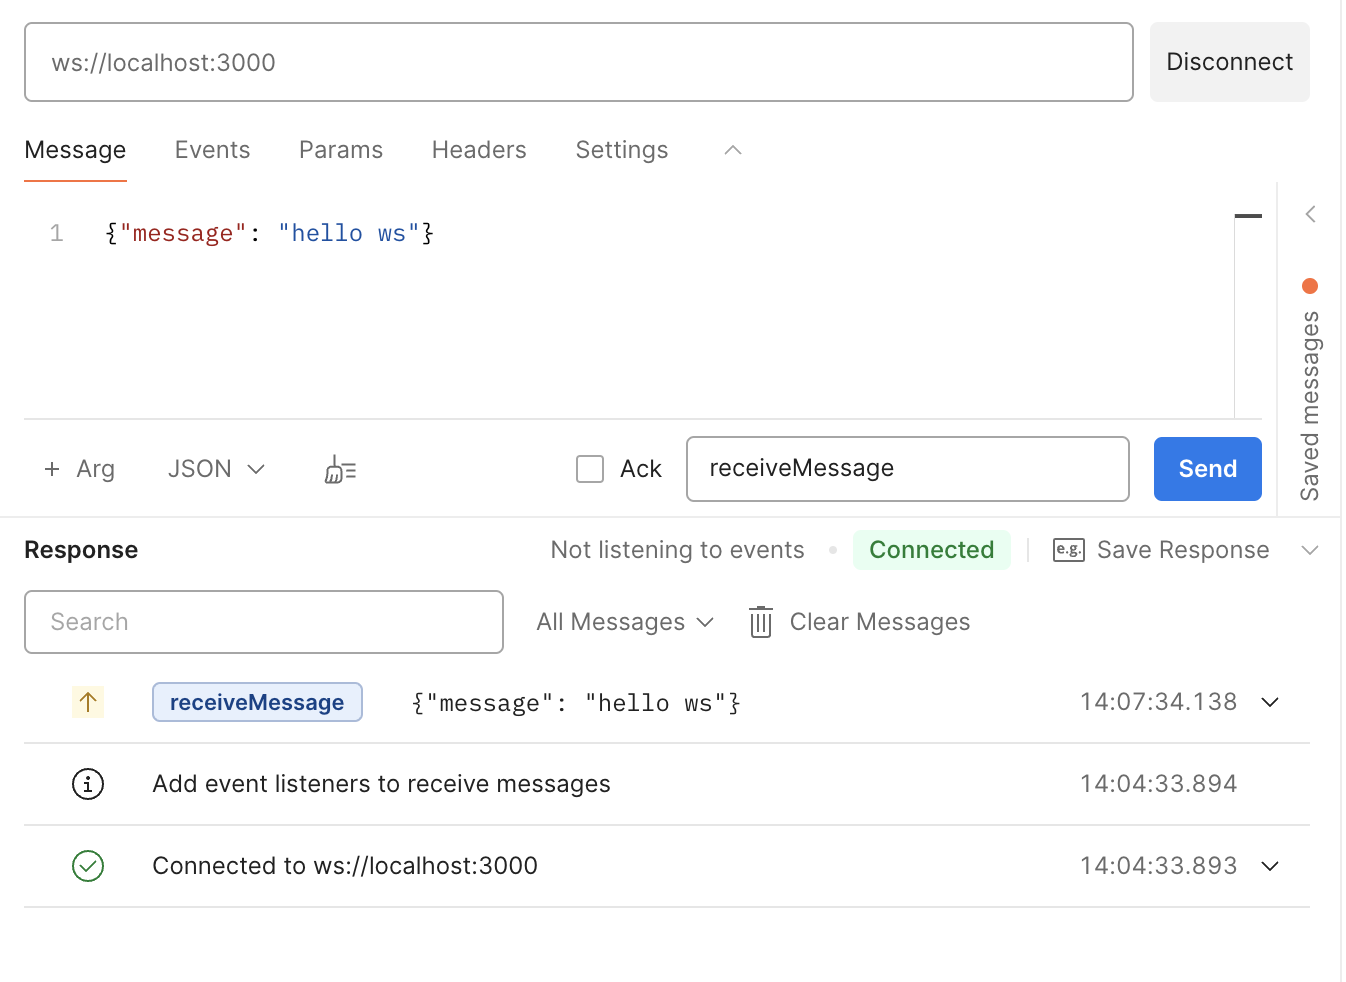 ws://localhost:3000
Disconnect
Message Events Params Headers Settings
1 {"message": "hello ws"}
Saved messages
+ Arg JSON Ack receiveMessage Send
Response Not listening to events Connected e.g. Save Response
Search All Messages Clear Messages
receiveMessage {"message": "hello ws"} 14:07:34.138
Add event listeners to receive messages 14:04:33.894
Connected to ws://localhost:3000 14:04:33.893